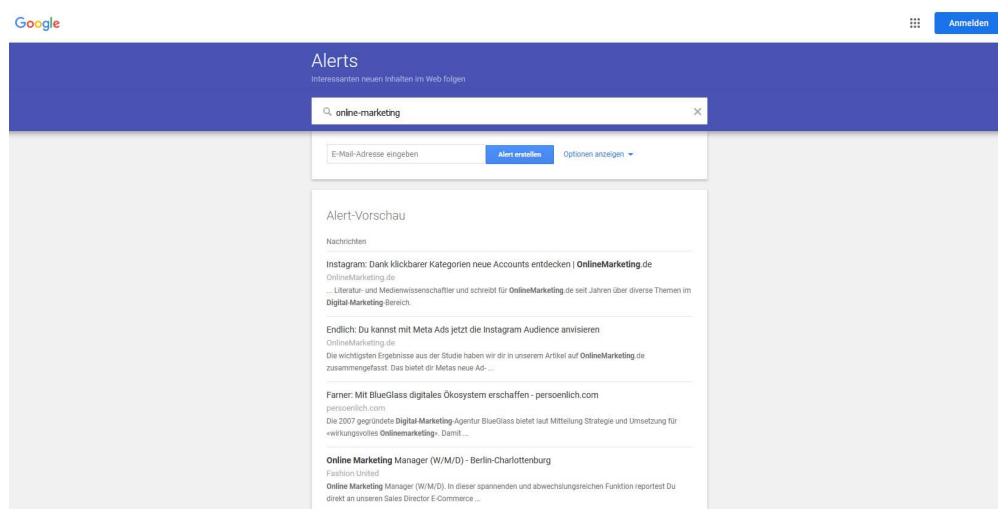 Google
Anmelden
Alerts
Interessanten neuen Inhalten im Web folgen
online-marketing
E-Mail-Adresse eingeben
Alert erstellen
Optionen anzeigen
Alert-Vorschau
Nachrichten
Instagram: Dank klickbarer Kategorien neue Accounts entdecken | OnlineMarketing.de
OnlineMarketing.de
... Literatur- und Medienwissenschaftler und schreibt für OnlineMarketing.de seit Jahren über diverse Themen im
Digital-Marketing-Bereich.
Endlich: Du kannst mit Meta Ads jetzt die Instagram Audience anvisieren
OnlineMarketing.de
Die wichtigsten Ergebnisse aus der Studie haben wir dir in unserem Artikel auf OnlineMarketing.de
zusammengefasst. Das bietet dir Metas neue Ad- ...
Farner: Mit BlueGlass digitales Ökosystem erschaffen - persoenlich.com
persoenlich.com
Die 2007 gegründete Digital-Marketing-Agentur BlueGlass bietet laut Mitteilung Strategie und Umsetzung für
«wirkungsvolles Onlinemarketing». Damit ...
Online Marketing Manager (W/M/D) - Berlin-Charlottenburg
Fashion United
Online Marketing Manager (W/M/D). In dieser spannenden und abwechslungsreichen Funktion reportest Du
direkt an unseren Sales Director E-Commerce ...